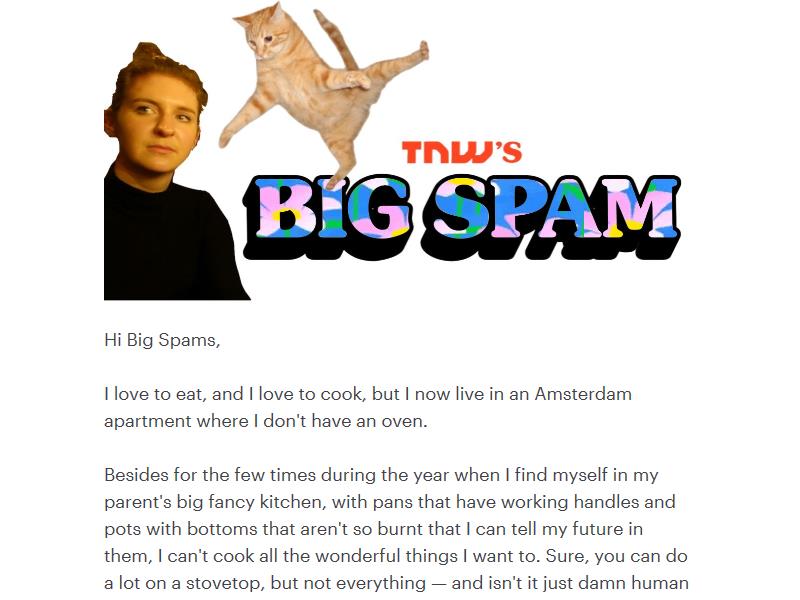 TNW's
BIG SPAM
Hi Big Spams,
I love to eat, and I love to cook, but I now live in an Amsterdam
apartment where I don't have an oven.
Besides for the few times during the year when I find myself in my
parent's big fancy kitchen, with pans that have working handles and
pots with bottoms that aren't so burnt that I can tell my future in
them, I can't cook all the wonderful things I want to. Sure, you can do
a lot on a stovetop, but not everything — and isn't it just damn human